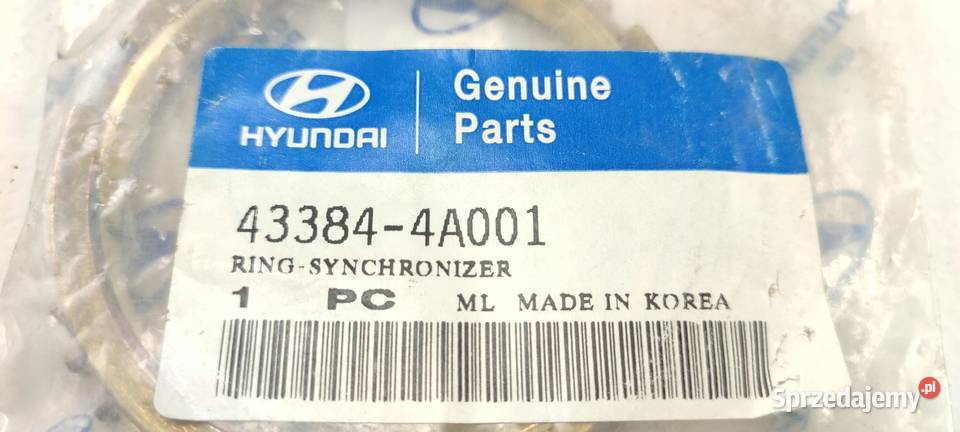 HYUNDAI
Genuine
Parts
43384-4A001
RING-SYNCHRONIZER
1 PC ML MADE IN KOREA
Sprzedajemy.pl